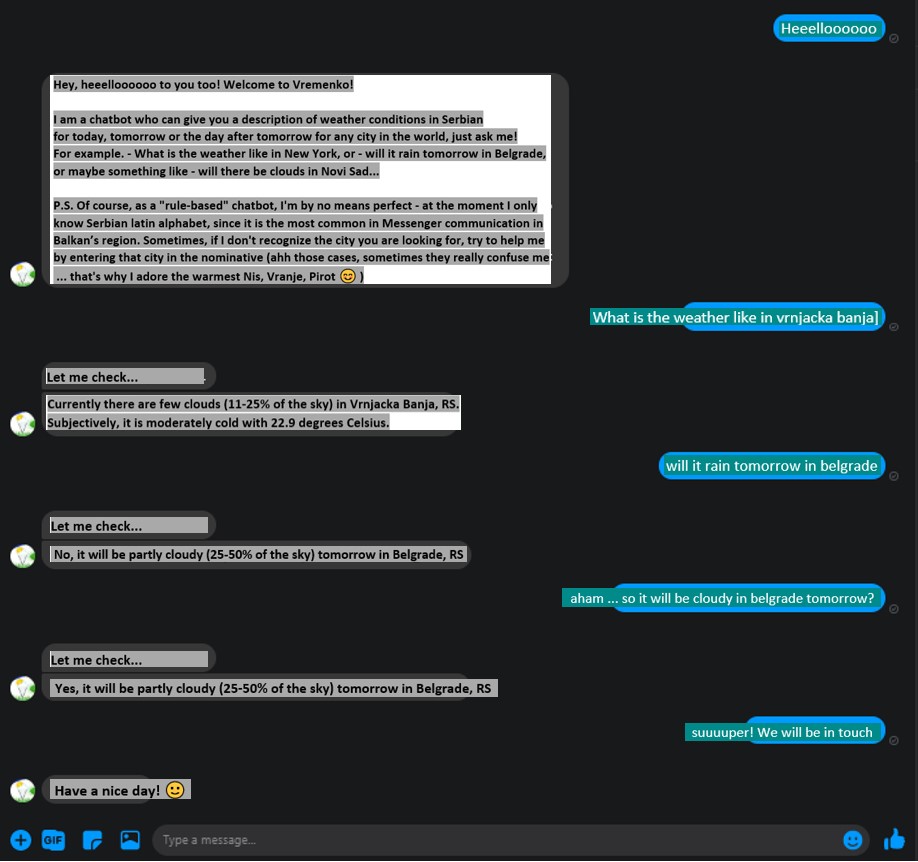 Heeelloooooo
Hey, heeelloooooo to you too! Welcome to Vremenko!
I am a chatbot who can give you a description of weather conditions in Serbian
for today, tomorrow or the day after tomorrow for any city in the world, just ask me!
For example. - What is the weather like in New York, or - will it rain tomorrow in Belgrade,
or maybe something like - will there be clouds in Novi Sad...
P.S. Of course, as a "rule-based" chatbot, I'm by no means perfect - at the moment I only
know Serbian latin alphabet, since it is the most common in Messenger communication in
Balkan’s region. Sometimes, if I don't recognize the city you are looking for, try to help me
by entering that city in the nominative (ahh those cases, sometimes they really confuse me
... that's why I adore the warmest Nis, Vranje, Pirot 😊 )
What is the weather like in vrnjacka banja]
Let me check...
Currently there are few clouds (11-25% of the sky) in Vrnjacka Banja, RS.
Subjectively, it is moderately cold with 22.9 degrees Celsius.
will it rain tomorrow in belgrade
Let me check...
No, it will be partly cloudy (25-50% of the sky) tomorrow in Belgrade, RS
aham ... so it will be cloudy in belgrade tomorrow?
Let me check...
Yes, it will be partly cloudy (25-50% of the sky) tomorrow in Belgrade, RS
suuuuper! We will be in touch
Have a nice day! 🙂
GIF
Type a message...